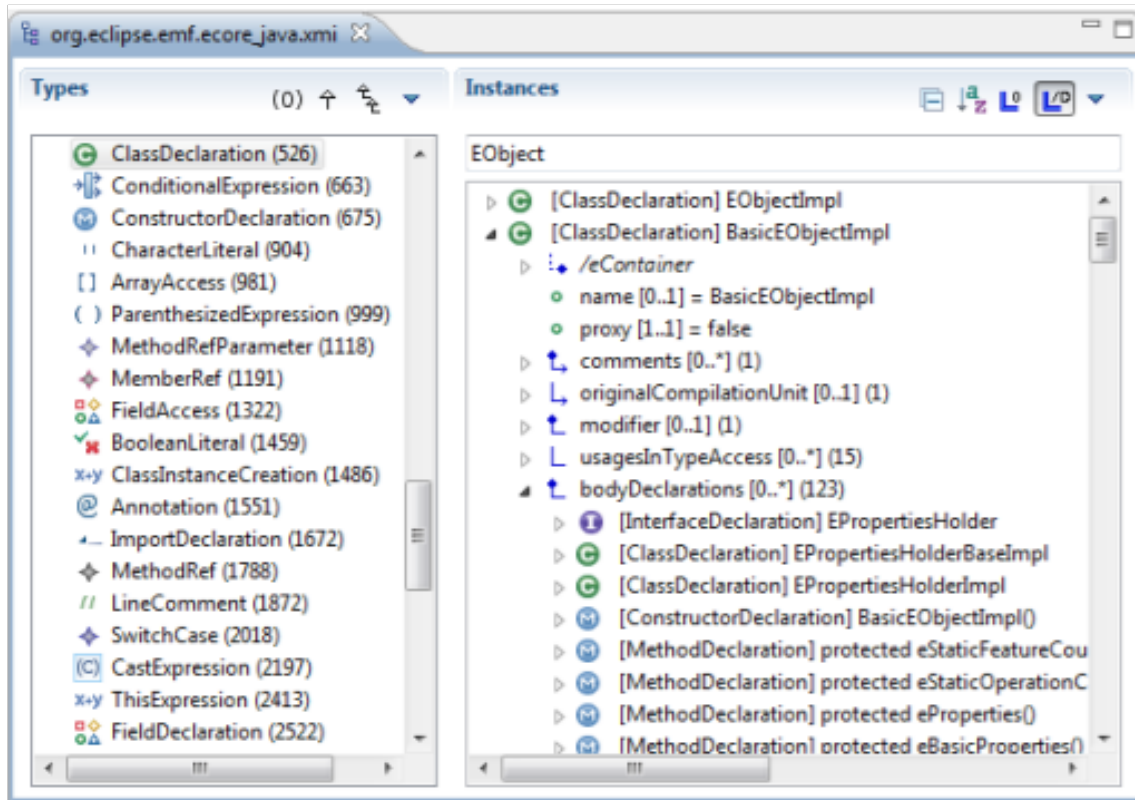 org.eclipse.emf.ecore_java.xmi
Types
(0)
ClassDeclaration (526)
ConditionalExpression (663)
ConstructorDeclaration (675)
CharacterLiteral (904)
ArrayAccess (981)
ParenthesizedExpression (999)
MethodRefParameter (1118)
MemberRef (1191)
FieldAccess (1322)
BooleanLiteral (1459)
ClassInstanceCreation (1486)
Annotation (1551)
ImportDeclaration (1672)
MethodRef (1788)
LineComment (1872)
SwitchCase (2018)
CastExpression (2197)
ThisExpression (2413)
FieldDeclaration (2522)
Instances
EObject
[ClassDeclaration] EObjectImpl
[ClassDeclaration] BasicEObjectImpl
/eContainer
name [0..1] = BasicEObjectImpl
proxy [1..1] = false
comments [0..*] (1)
originalCompilationUnit [0..1] (1)
modifier [0..1] (1)
usagesInTypeAccess [0..*] (15)
bodyDeclarations [0..*] (123)
[InterfaceDeclaration] EPropertiesHolder
[ClassDeclaration] EPropertiesHolderBaseImpl
[ClassDeclaration] EPropertiesHolderImpl
[ConstructorDeclaration] BasicEObjectImpl()
[MethodDeclaration] protected eStaticFeatureCou
[MethodDeclaration] protected eStaticOperationC
[MethodDeclaration] protected eProperties()
[MethodDeclaration] protected eBasicProperties()